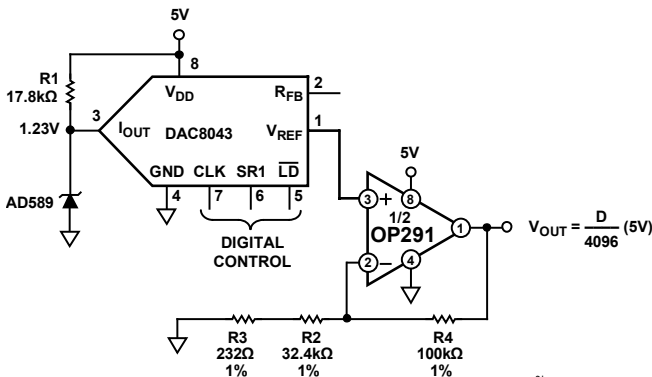 5V
8
R1
17.8kΩ
VDD
RFB
2
3
1.23V
IOUT
DAC8043
VREF
1
GND CLK SR1 LD
4 7 6 5
AD589
DIGITAL
CONTROL
5V
3 + 8
1/2
OP291
1
2 − 4
VOUT = D/4096 (5V)
R3 R2 R4
232Ω 32.4kΩ 100kΩ
1% 1% 1%